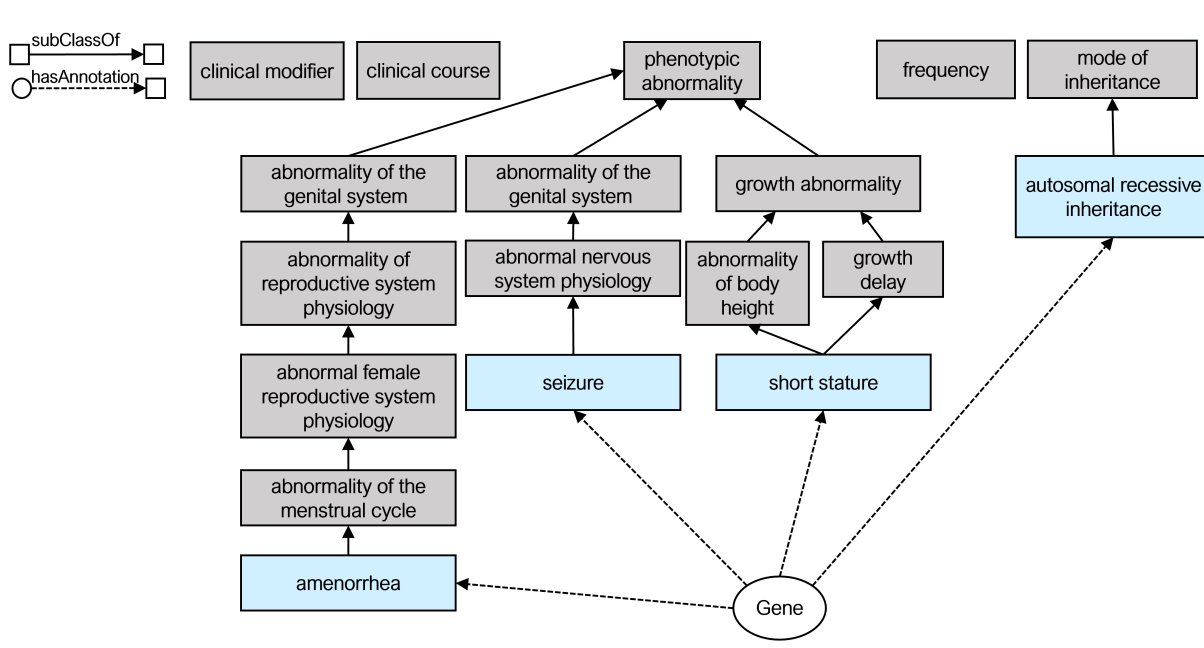 subClassOf
hasAnnotation
clinical modifier
clinical course
phenotypic
abnormality
frequency
mode of
inheritance
abnormality of the
genital system
abnormality of the
genital system
growth abnormality
autosomal recessive
inheritance
abnormality of
reproductive system
physiology
abnormal nervous
system physiology
abnormality
of body
height
growth
delay
abnormal female
reproductive system
physiology
seizure
short stature
abnormality of the
menstrual cycle
amenorrhea
Gene